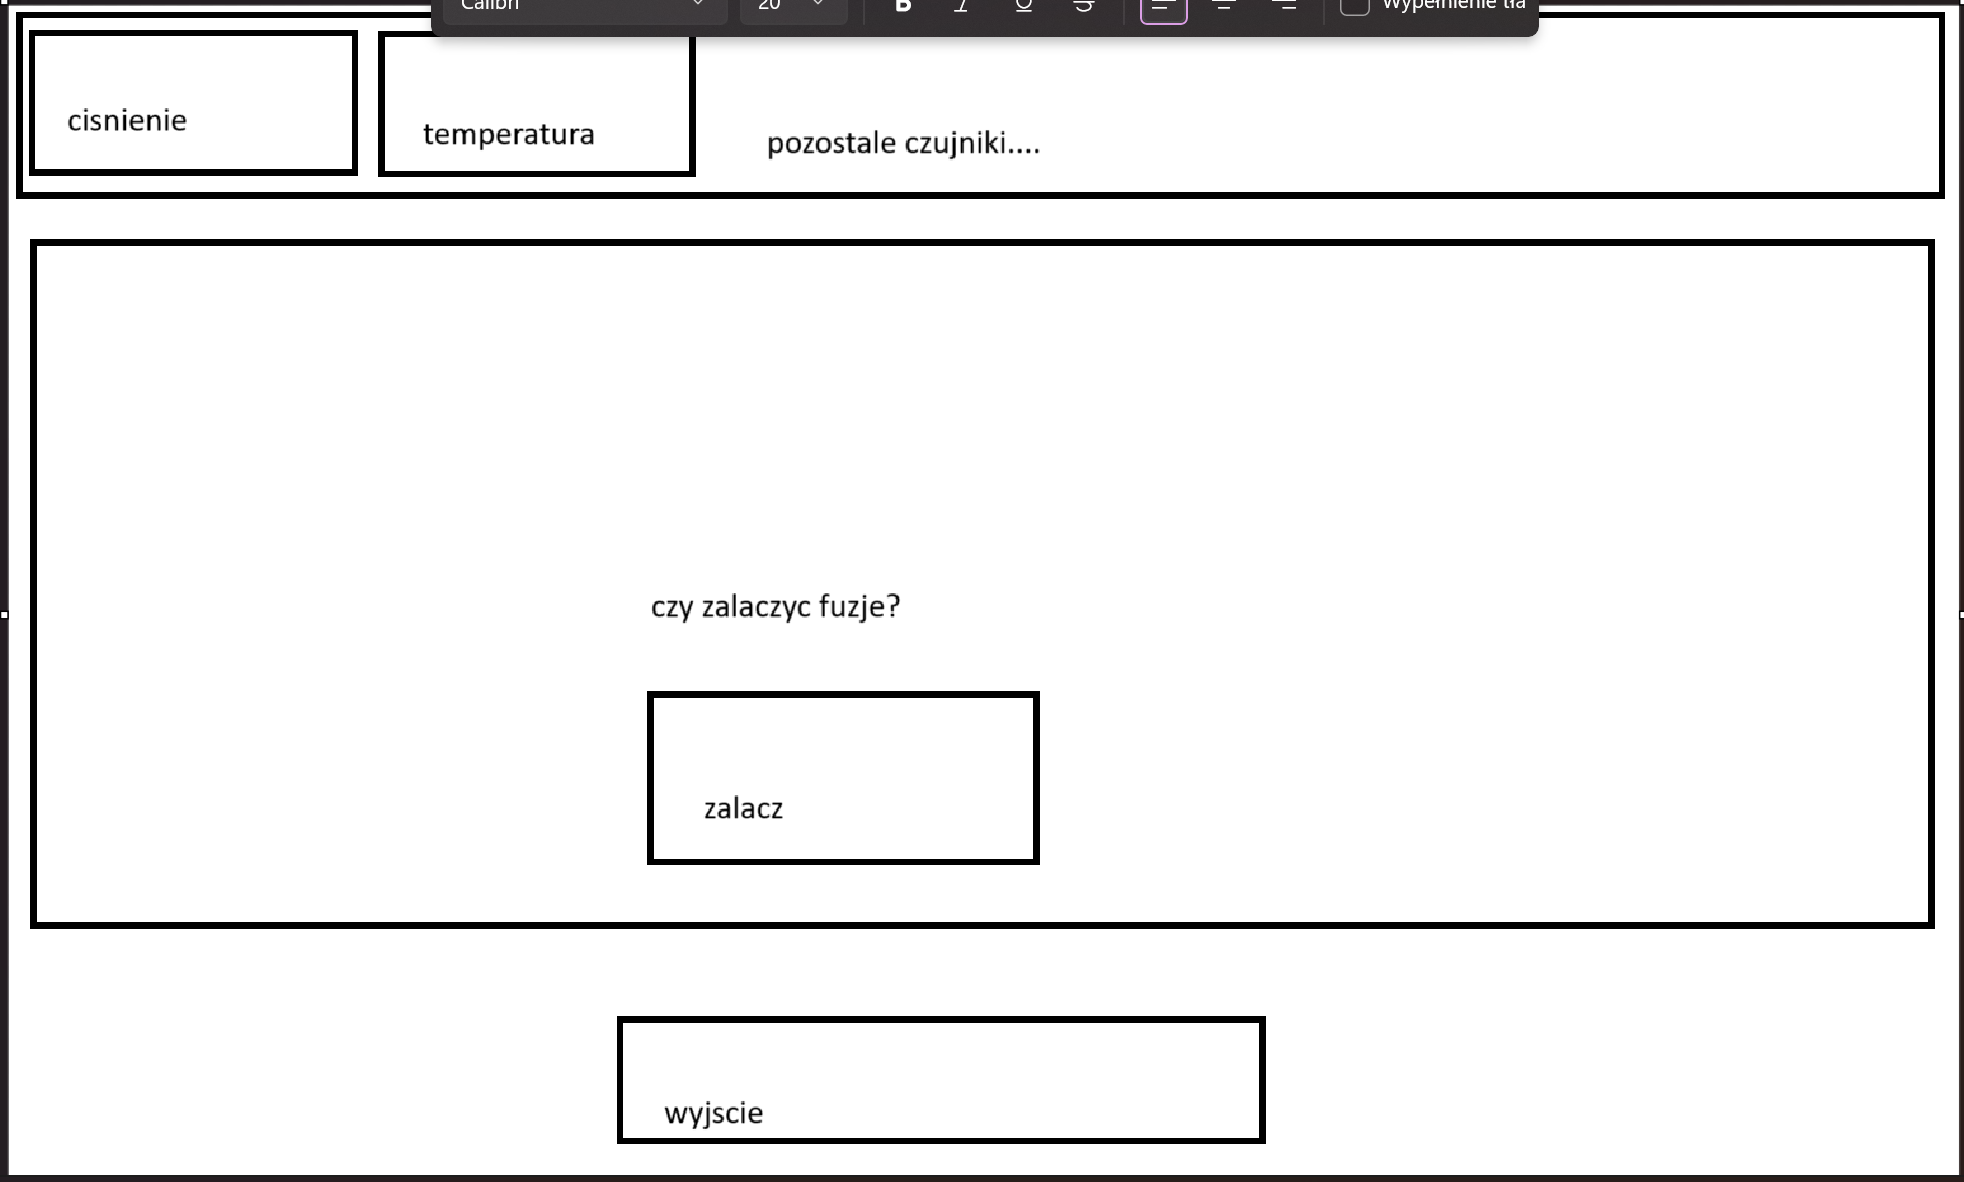 Calibri
20
Wypełnienie tła
cisnienie
temperatura
pozostale czujniki....
czy zalaczyc fuzje?
zalacz
wyjscie